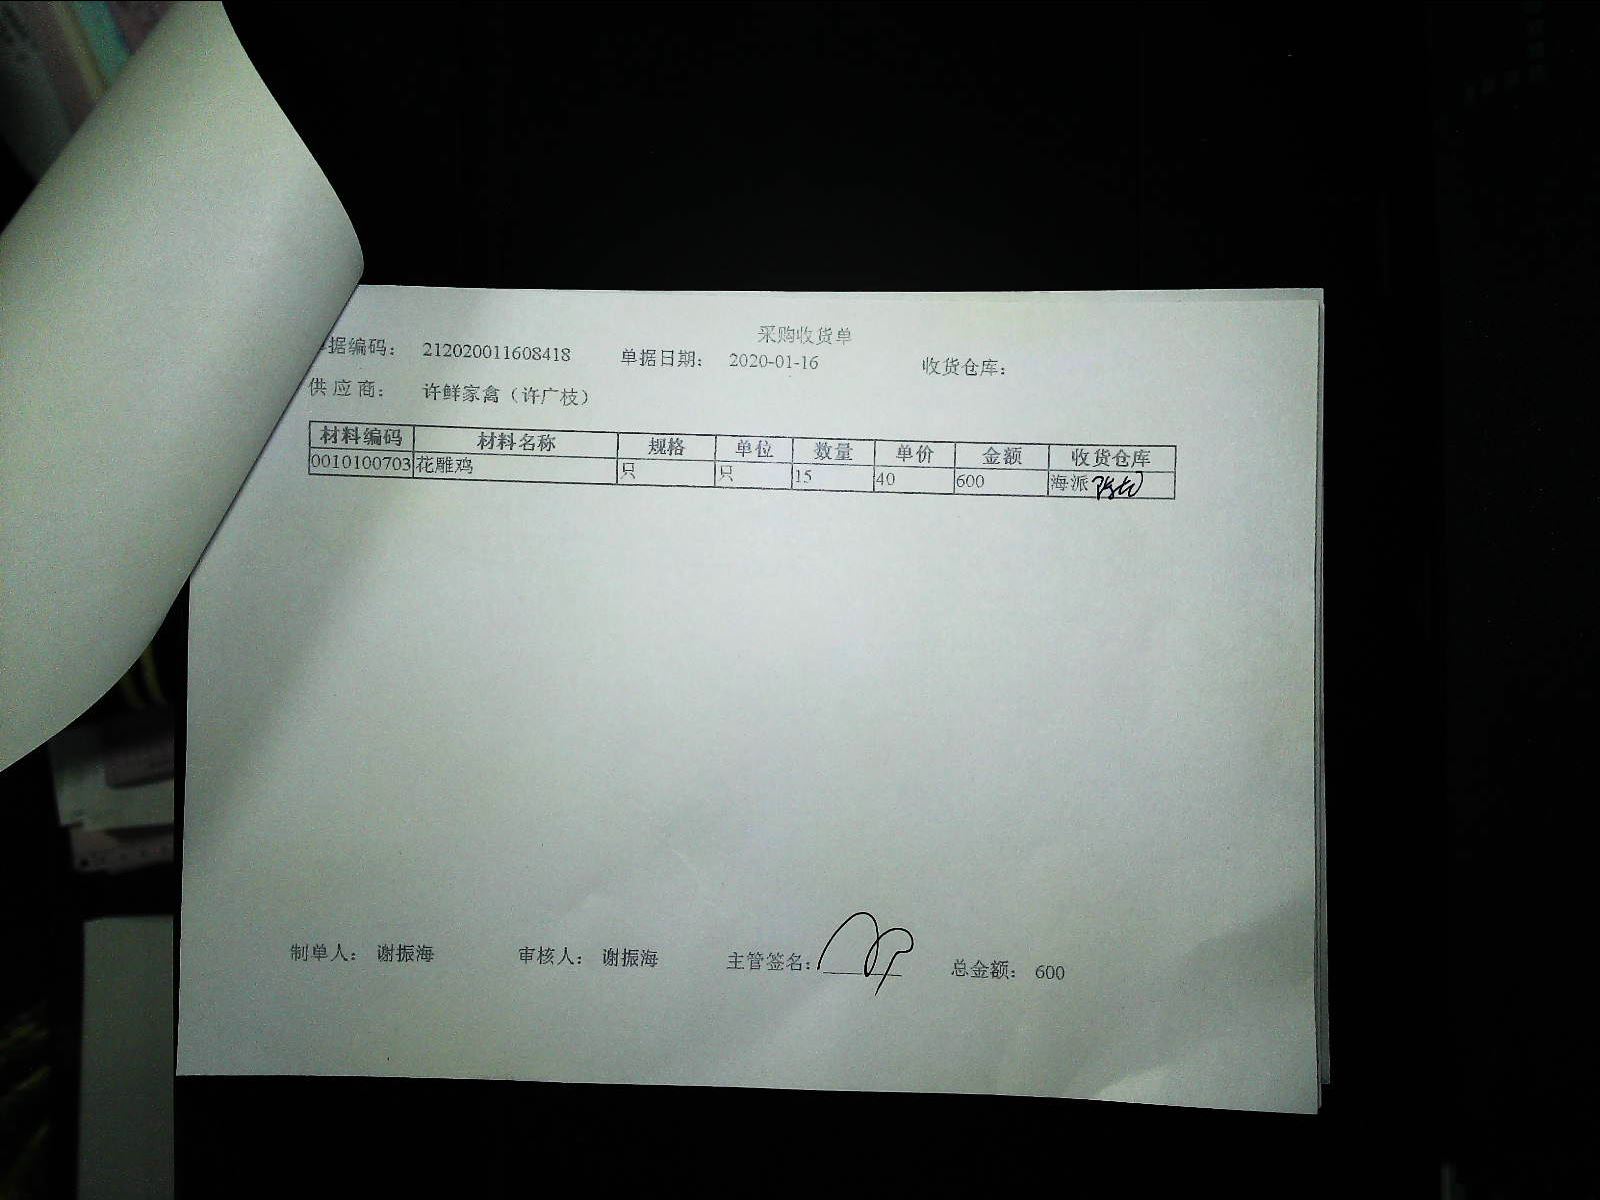 采购收货单
据编码： 212020011608418 单据日期： 2020-01-16 收货仓库：
供 应 商： 许鲜家禽（许广枝）
材料编码 材料名称 规格 单位 数量 单价 金额 收货仓库
0010100703 花雕鸡 只 只 15 40 600 海派
制单人： 谢振海 审核人： 谢振海 主管签名： 总金额： 600